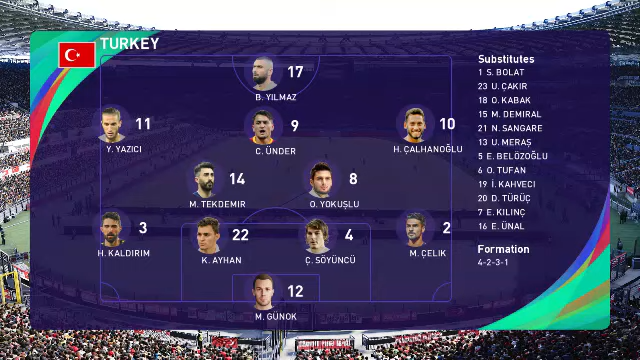 TURKEY
17
B. YILMAZ
11
9
10
Y. YAZICI
C. ÜNDER
H. ÇALHANOĞLU
14
8
M. TEKDEMIR
O. YOKUŞLU
3
22
4
2
H. KALDIRIM
K. AYHAN
Ç. SÖYÜNCÜ
M. ÇELIK
12
M. GÜNOK
Substitutes
1 S. BOLAT
23 U. ÇAKIR
18 O. KABAK
15 M. DEMIRAL
21 N. SANGARE
13 U. MERAŞ
5 E. BELÖZOĞLU
6 O. TUFAN
19 İ. KAHVECI
20 D. TÜRÜÇ
7 E. KILINÇ
16 E. ÜNAL
Formation
4-2-3-1